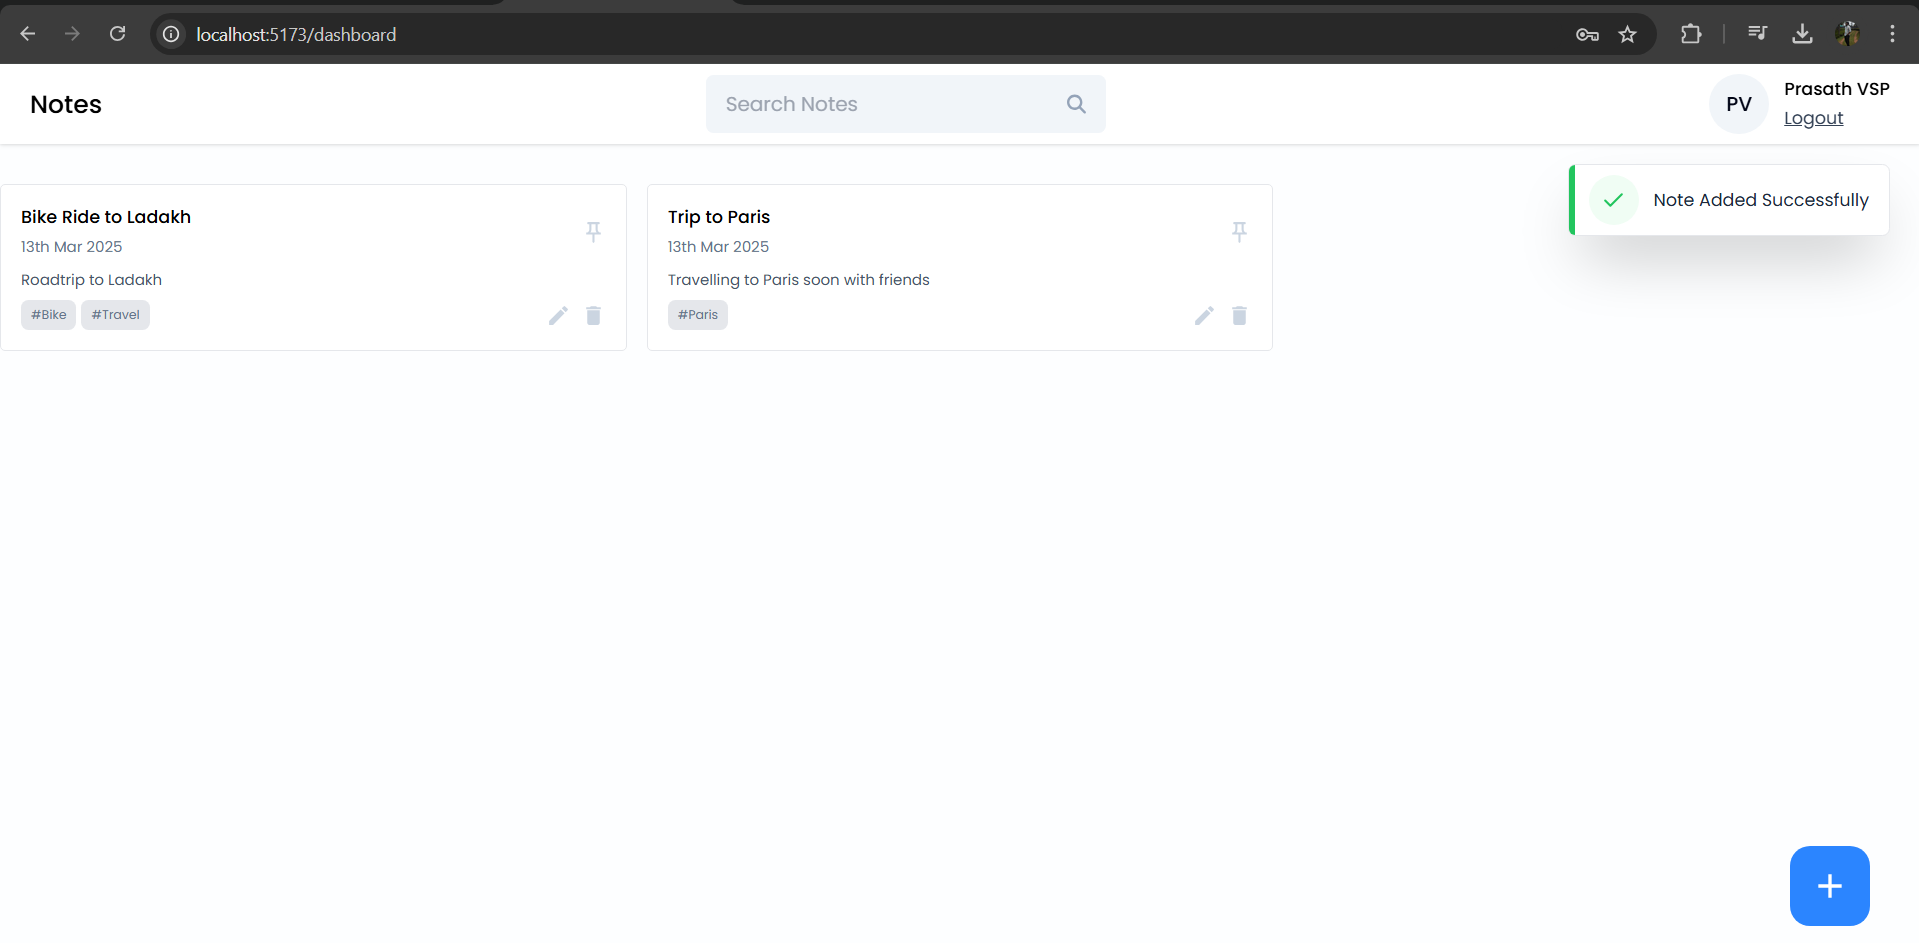 localhost:5173/dashboard
Notes
Search Notes
PV
Prasath VSP
Logout
Note Added Successfully
Bike Ride to Ladakh
13th Mar 2025
Roadtrip to Ladakh
#Bike #Travel
Trip to Paris
13th Mar 2025
Travelling to Paris soon with friends
#Paris